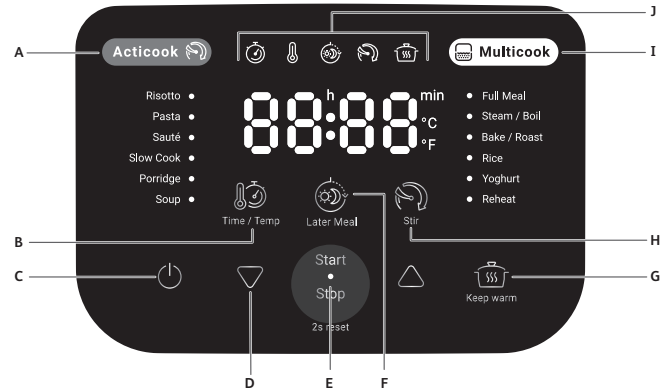 J
A
Acticook
Multicook
I
Risotto
Pasta
Sauté
Slow Cook
Porridge
Soup
88:88
h
min
°C
°F
Full Meal
Steam / Boil
Bake / Roast
Rice
Yoghurt
Reheat
Time / Temp
Later Meal
Stir
B
H
C
Start
Stop
2s reset
Keep warm
G
D
E
F